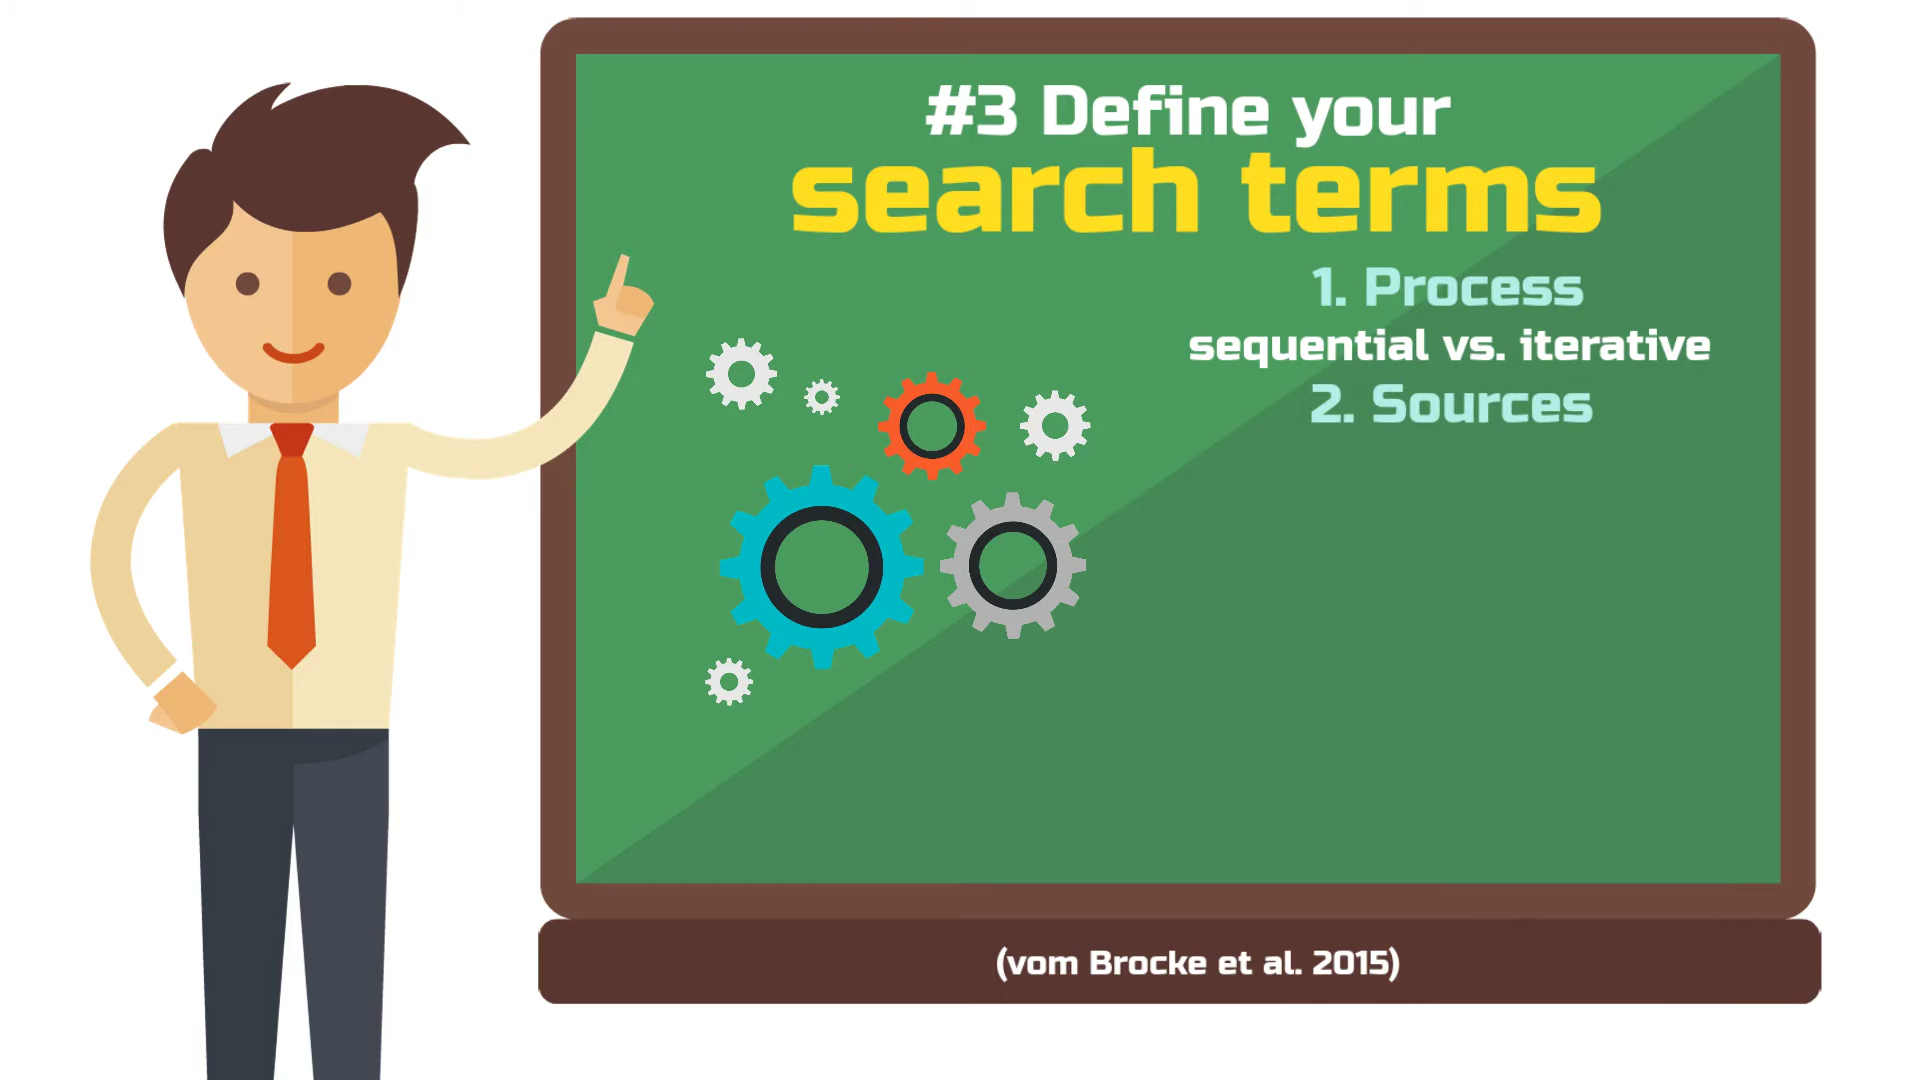 #3 Define your
search terms
1. Process
sequential vs. iterative
2. Sources
(vom Brocke et al. 2015)